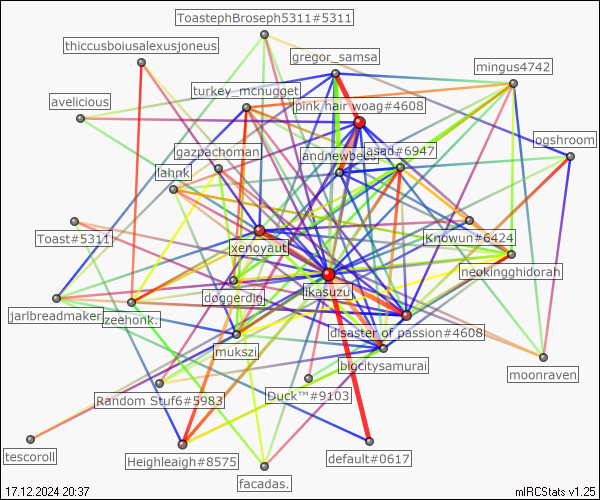 ToastephBroseph5311#5311
thiccusboiusalexusjoneus
gregor_samsa
mingus4742
turkey_mcnugget
avelicious
pink hair woag#4608
ogshroom
gazpachoman
asad#6947
lahnk
Toast#5311
Knowun#6424
xenoyaut
neokingghidorah
doggerdio
ikasuzu
jarlbreadmaker
zeehonk.
disaster of passion#4608
mukszi
bigcitysamurai
moonraven
Random Stuf6#5983
Duck™#9103
tescoroll
Heighleaigh#8575
default#0617
facadas.
17.12.2024 20:37
mIRCStats v1.25